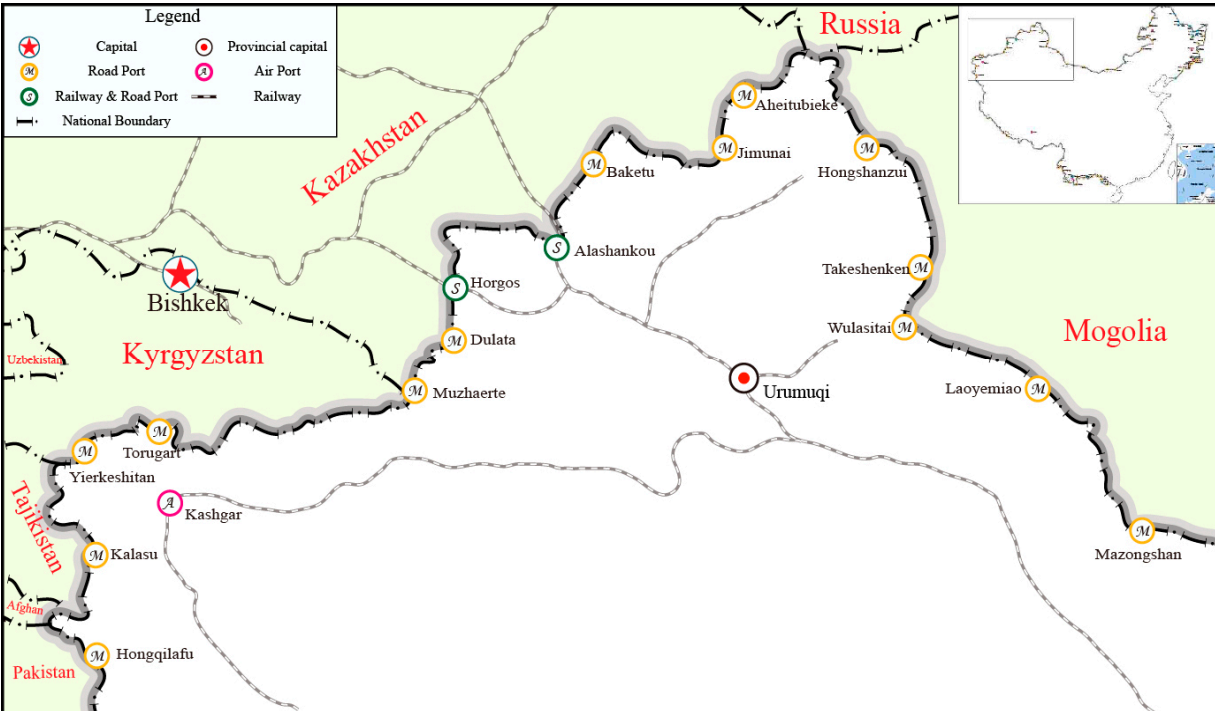 Legend
Capital
Provincial capital
M
Road Port
A
Air Port
S
Railway & Road Port
Railway
National Boundary
Russia
Kazakhstan
M
Aheitubieke
M
Jimunai
M
Hongshanzui
M
Baketu
S
Alashankou
M
Takeshenken
S
Horgos
Bishkek
M
Wulasitai
Mogolia
M
Dulata
Kyrgyzstan
Uzbekistan
M
Muzhaerte
Urumuqi
M
Laoyemiao
M
Torugart
M
Yierkeshitan
Tajikistan
A
Kashgar
M
Mazongshan
M
Kalasu
Afghan
M
Hongqilafu
Pakistan